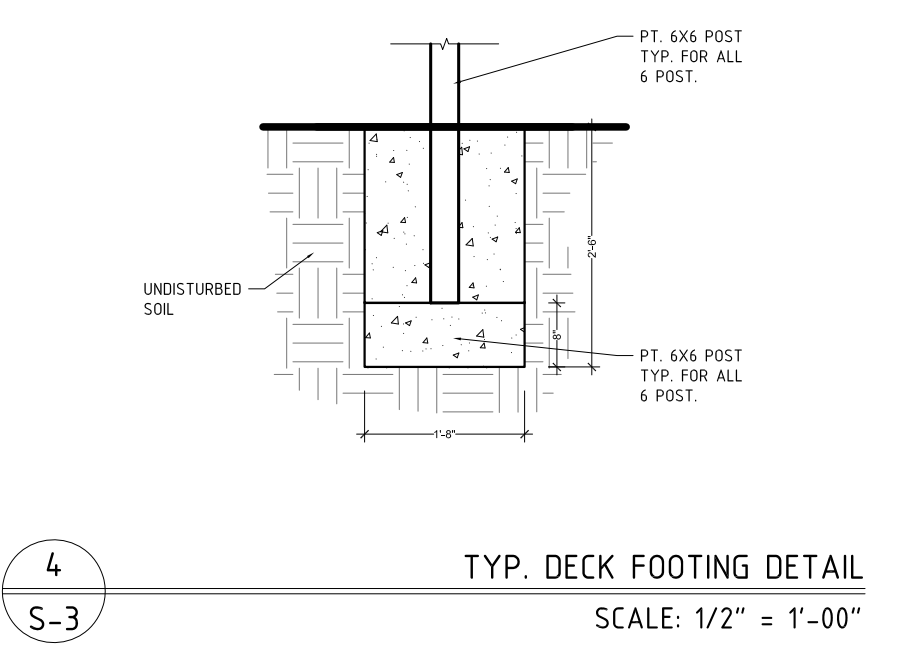 PT. 6X6 POST
TYP. FOR ALL
6 POST.
2'-6"
UNDISTURBED
SOIL
8"
PT. 6X6 POST
TYP. FOR ALL
6 POST.
1'-8"
4
S-3
TYP. DECK FOOTING DETAIL
SCALE: 1/2" = 1'-00"